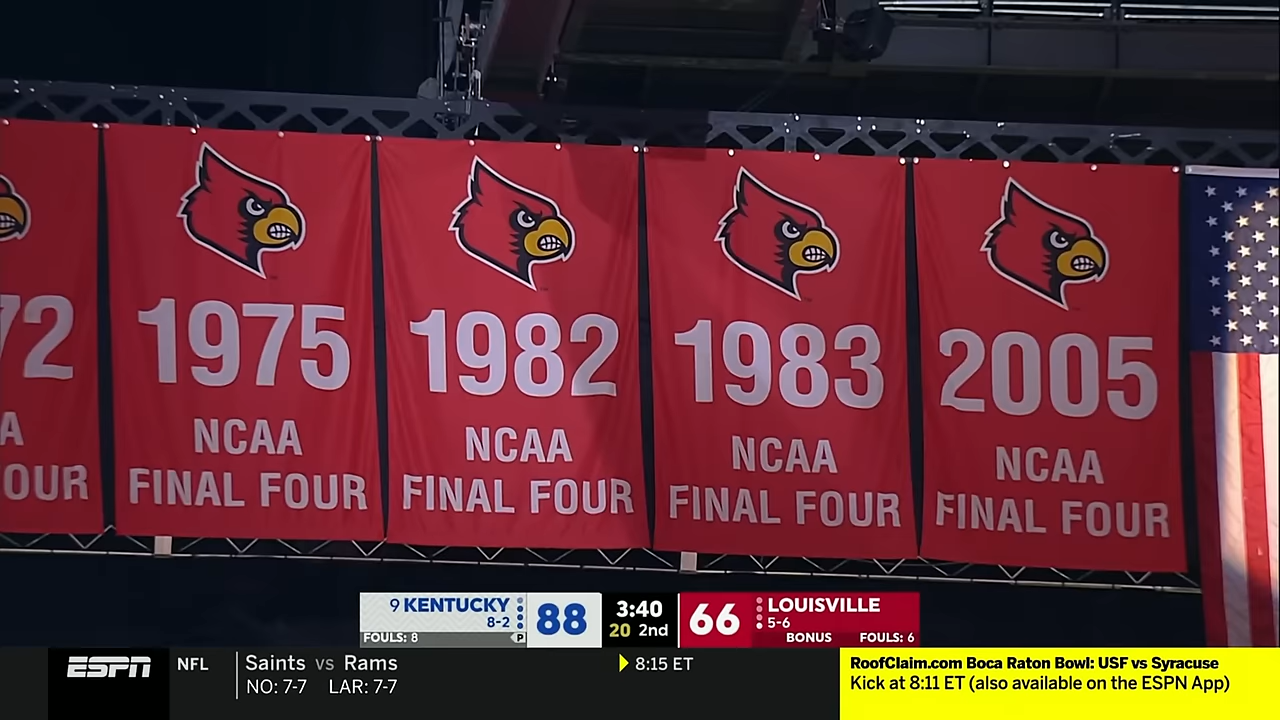 72
A
OUR
1975
NCAA
FINAL FOUR
1982
NCAA
FINAL FOUR
1983
NCAA
FINAL FOUR
2005
NCAA
FINAL FOUR
9 KENTUCKY
8-2
FOULS: 8
P
88
3:40
20 2nd
66
LOUISVILLE
5-6
BONUS
FOULS: 6
ESPN
NFL
Saints vs Rams
NO: 7-7 LAR: 7-7
8:15 ET
RoofClaim.com Boca Raton Bowl: USF vs Syracuse
Kick at 8:11 ET (also available on the ESPN App)